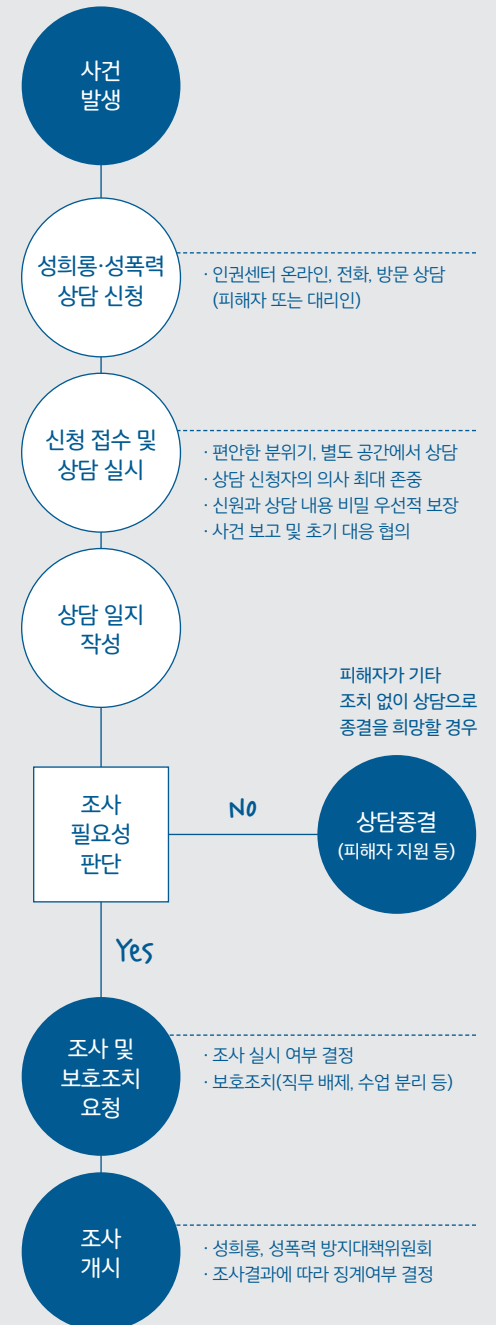 사건
발생
성희롱·성폭력
상담 신청
· 인권센터 온라인, 전화, 방문 상담
(피해자 또는 대리인)
신청 접수 및
상담 실시
· 편안한 분위기, 별도 공간에서 상담
· 상담 신청자의 의사 최대 존중
· 신원과 상담 내용 비밀 우선적 보장
· 사건 보고 및 초기 대응 협의
상담 일지
작성
피해자가 기타
조치 없이 상담으로
종결을 희망할 경우
조사
필요성
판단
NO
상담종결
(피해자 지원 등)
Yes
조사 및
보호조치
요청
· 조사 실시 여부 결정
· 보호조치(직무 배제, 수업 분리 등)
조사
개시
· 성희롱, 성폭력 방지대책위원회
· 조사결과에 따라 징계여부 결정